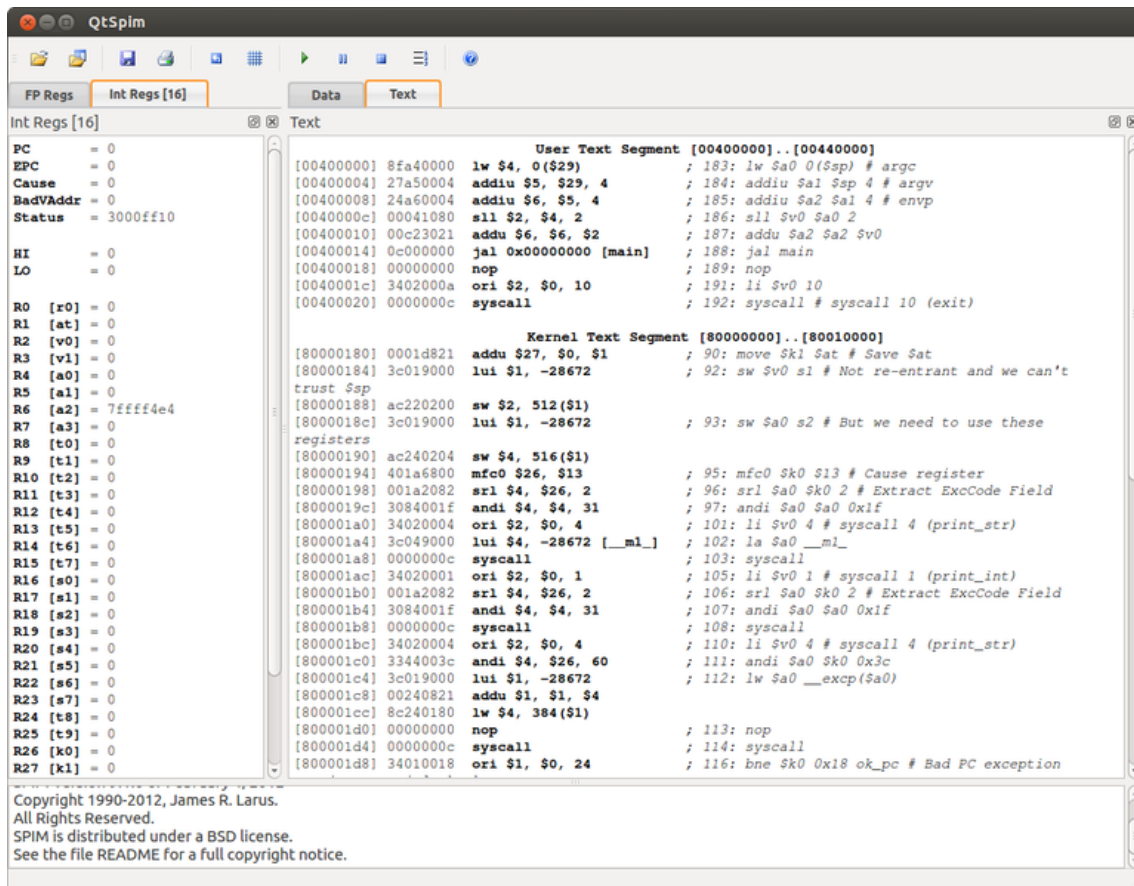 QtSpim
FP Regs
Int Regs [16]
Data
Text
Int Regs [16]
Text
PC = 0
EPC = 0
Cause = 0
BadVAddr = 0
Status = 3000ff10
HI = 0
LO = 0
R0 [r0] = 0
R1 [at] = 0
R2 [v0] = 0
R3 [v1] = 0
R4 [a0] = 0
R5 [a1] = 0
R6 [a2] = 7ffff4e4
R7 [a3] = 0
R8 [t0] = 0
R9 [t1] = 0
R10 [t2] = 0
R11 [t3] = 0
R12 [t4] = 0
R13 [t5] = 0
R14 [t6] = 0
R15 [t7] = 0
R16 [s0] = 0
R17 [s1] = 0
R18 [s2] = 0
R19 [s3] = 0
R20 [s4] = 0
R21 [s5] = 0
R22 [s6] = 0
R23 [s7] = 0
R24 [t8] = 0
R25 [t9] = 0
R26 [k0] = 0
R27 [k1] = 0
User Text Segment [00400000]..[00440000]
[00400000] 8fa40000 lw $4, 0($29) ; 183: lw $a0 0($sp) # argc
[00400004] 27a50004 addiu $5, $29, 4 ; 184: addiu $a1 $sp 4 # argv
[00400008] 24a60004 addiu $6, $5, 4 ; 185: addiu $a2 $a1 4 # envp
[0040000c] 00041080 sll $2, $4, 2 ; 186: sll $v0 $a0 2
[00400010] 00c23021 addu $6, $6, $2 ; 187: addu $a2 $a2 $v0
[00400014] 0c000000 jal 0x00000000 [main] ; 188: jal main
[00400018] 00000000 nop ; 189: nop
[0040001c] 3402000a ori $2, $0, 10 ; 191: li $v0 10
[00400020] 0000000c syscall ; 192: syscall # syscall 10 (exit)
Kernel Text Segment [80000000]..[80010000]
[80000180] 0001d821 addu $27, $0, $1 ; 90: move $k1 $at # Save $at
[80000184] 3c019000 lui $1, -28672 ; 92: sw $v0 s1 # Not re-entrant and we can't
trust $sp
[80000188] ac220200 sw $2, 512($1)
[8000018c] 3c019000 lui $1, -28672 ; 93: sw $a0 s2 # But we need to use these
registers
[80000190] ac240204 sw $4, 516($1)
[80000194] 401a6800 mfc0 $26, $13 ; 95: mfc0 $k0 $13 # Cause register
[80000198] 001a2082 srl $4, $26, 2 ; 96: srl $a0 $k0 2 # Extract ExcCode Field
[8000019c] 3084001f andi $4, $4, 31 ; 97: andi $a0 $a0 0x1f
[800001a0] 34020004 ori $2, $0, 4 ; 101: li $v0 4 # syscall 4 (print_str)
[800001a4] 3c049000 lui $4, -28672 [__m1_] ; 102: la $a0 __m1_
[800001a8] 0000000c syscall ; 103: syscall
[800001ac] 34020001 ori $2, $0, 1 ; 105: li $v0 1 # syscall 1 (print_int)
[800001b0] 001a2082 srl $4, $26, 2 ; 106: srl $a0 $k0 2 # Extract ExcCode Field
[800001b4] 3084001f andi $4, $4, 31 ; 107: andi $a0 $a0 0x1f
[800001b8] 0000000c syscall ; 108: syscall
[800001bc] 34020004 ori $2, $0, 4 ; 110: li $v0 4 # syscall 4 (print_str)
[800001c0] 3344003c andi $4, $26, 60 ; 111: andi $a0 $k0 0x3c
[800001c4] 3c019000 lui $1, -28672 ; 112: lw $a0 __excp($a0)
[800001c8] 00240821 addu $1, $1, $4
[800001cc] 8c240180 lw $4, 384($1)
[800001d0] 00000000 nop ; 113: nop
[800001d4] 0000000c syscall ; 114: syscall
[800001d8] 34010018 ori $1, $0, 24 ; 116: bne $k0 0x18 ok_pc # Bad PC exception
Copyright 1990-2012, James R. Larus.
All Rights Reserved.
SPIM is distributed under a BSD license.
See the file README for a full copyright notice.